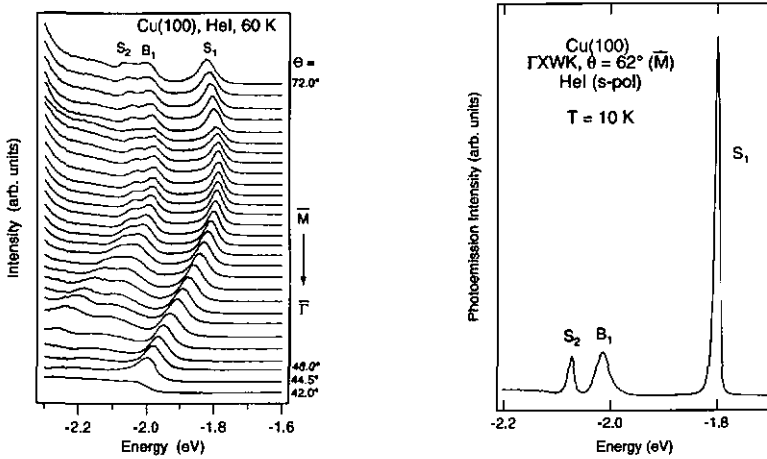 Cu(100), HeI, 60 K
S2 B1 S1
Θ =
72.0°
M̅
Γ̅
46.0°
44.5°
42.0°
Intensity (arb. units)
-2.2 -2.0 -1.8 -1.6
Energy (eV)
Cu(100)
ΓXWK, θ = 62° (M̅)
HeI (s-pol)
T = 10 K
S1
S2 B1
Photoemission Intensity (arb. units)
-2.2 -2.0 -1.8
Energy (eV)